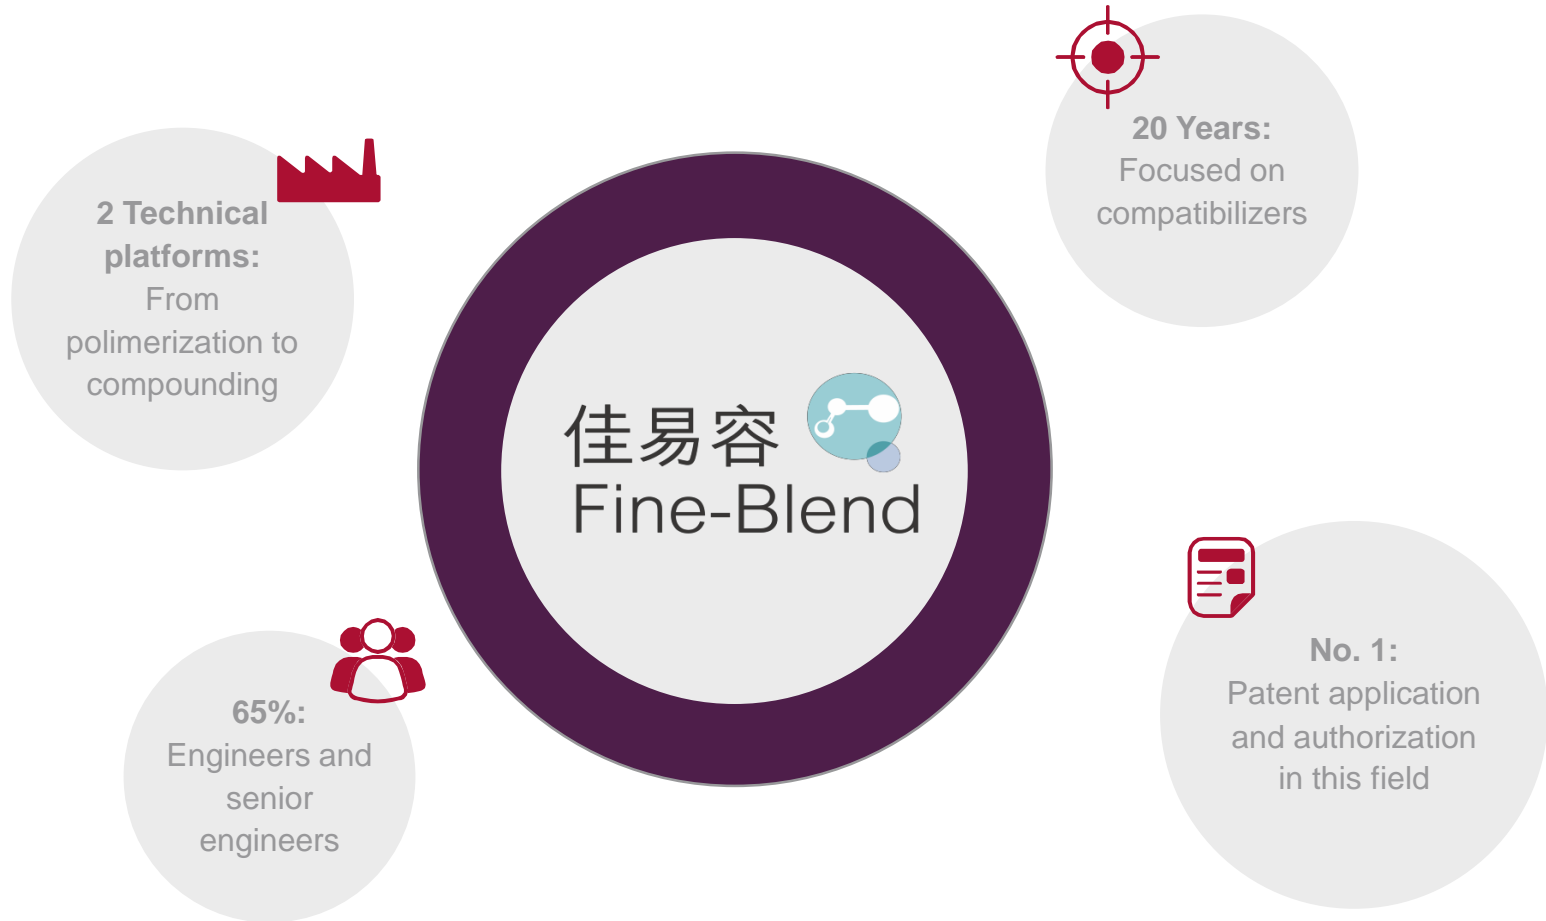 20 Years:
Focused on
compatibilizers
2 Technical
platforms:
From
polimerization to
compounding
佳易容
Fine-Blend
No. 1:
Patent application
and authorization
in this field
65%:
Engineers and
senior
engineers